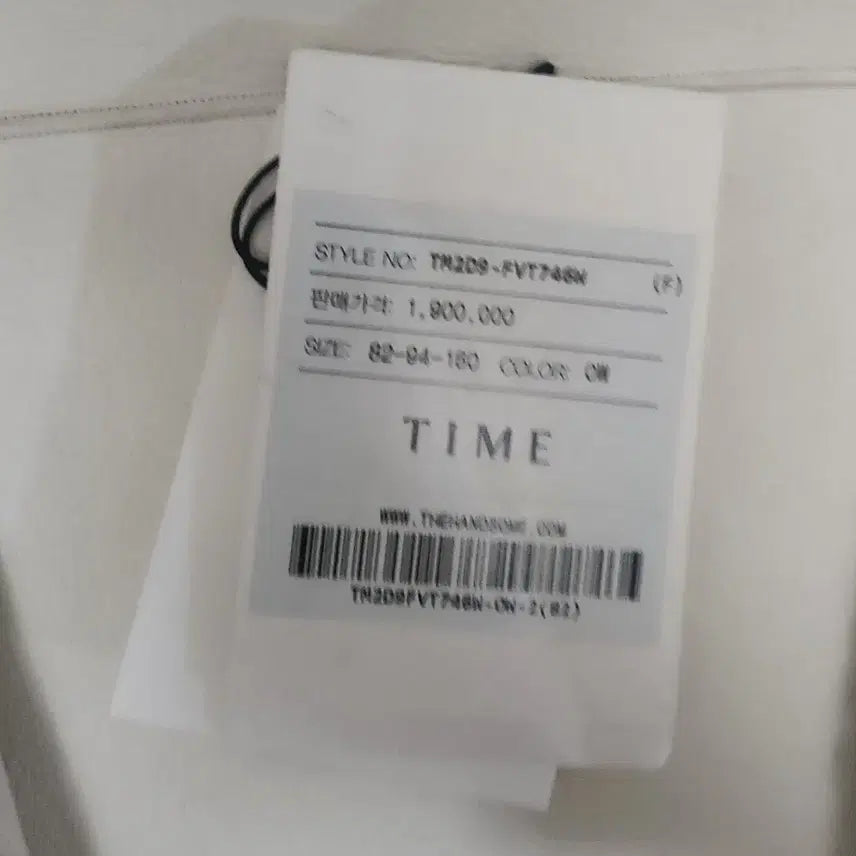 STYLE NO: TM2D9-FVT746W (F)
판매가격: 1,900,000
SIZE: 82-94-160 COLOR: OW
TIME
WWW.THEHANDSOME.COM
TM2D9FVT746W-OW-2(82)